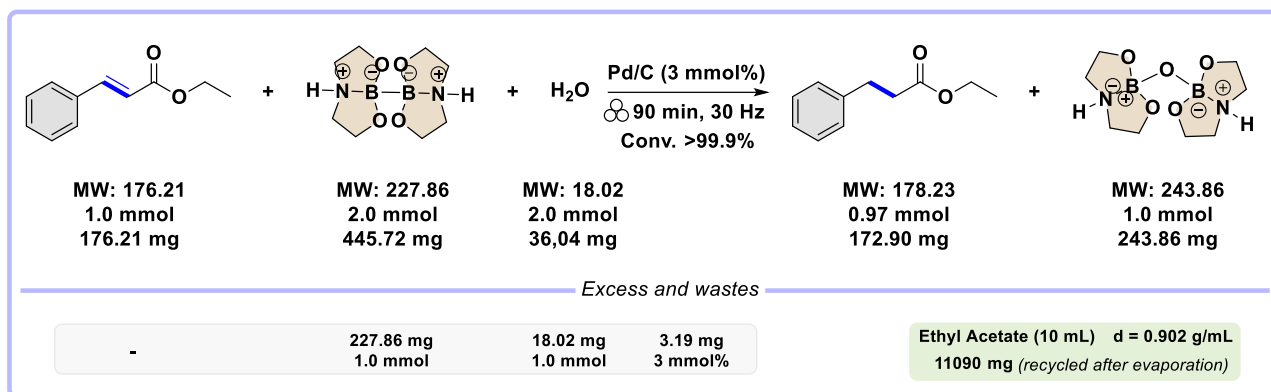 O
O
+
H N B B N H
O O
O O
+
H₂O
Pd/C (3 mmol%)
90 min, 30 Hz
Conv. >99.9%
O
O
+
O O O
B B
H N O O N H
MW: 176.21
1.0 mmol
176.21 mg
MW: 227.86
2.0 mmol
445.72 mg
MW: 18.02
2.0 mmol
36,04 mg
MW: 178.23
0.97 mmol
172.90 mg
MW: 243.86
1.0 mmol
243.86 mg
Excess and wastes
-
227.86 mg
1.0 mmol
18.02 mg
1.0 mmol
3.19 mg
3 mmol%
Ethyl Acetate (10 mL) d = 0.902 g/mL
11090 mg (recycled after evaporation)